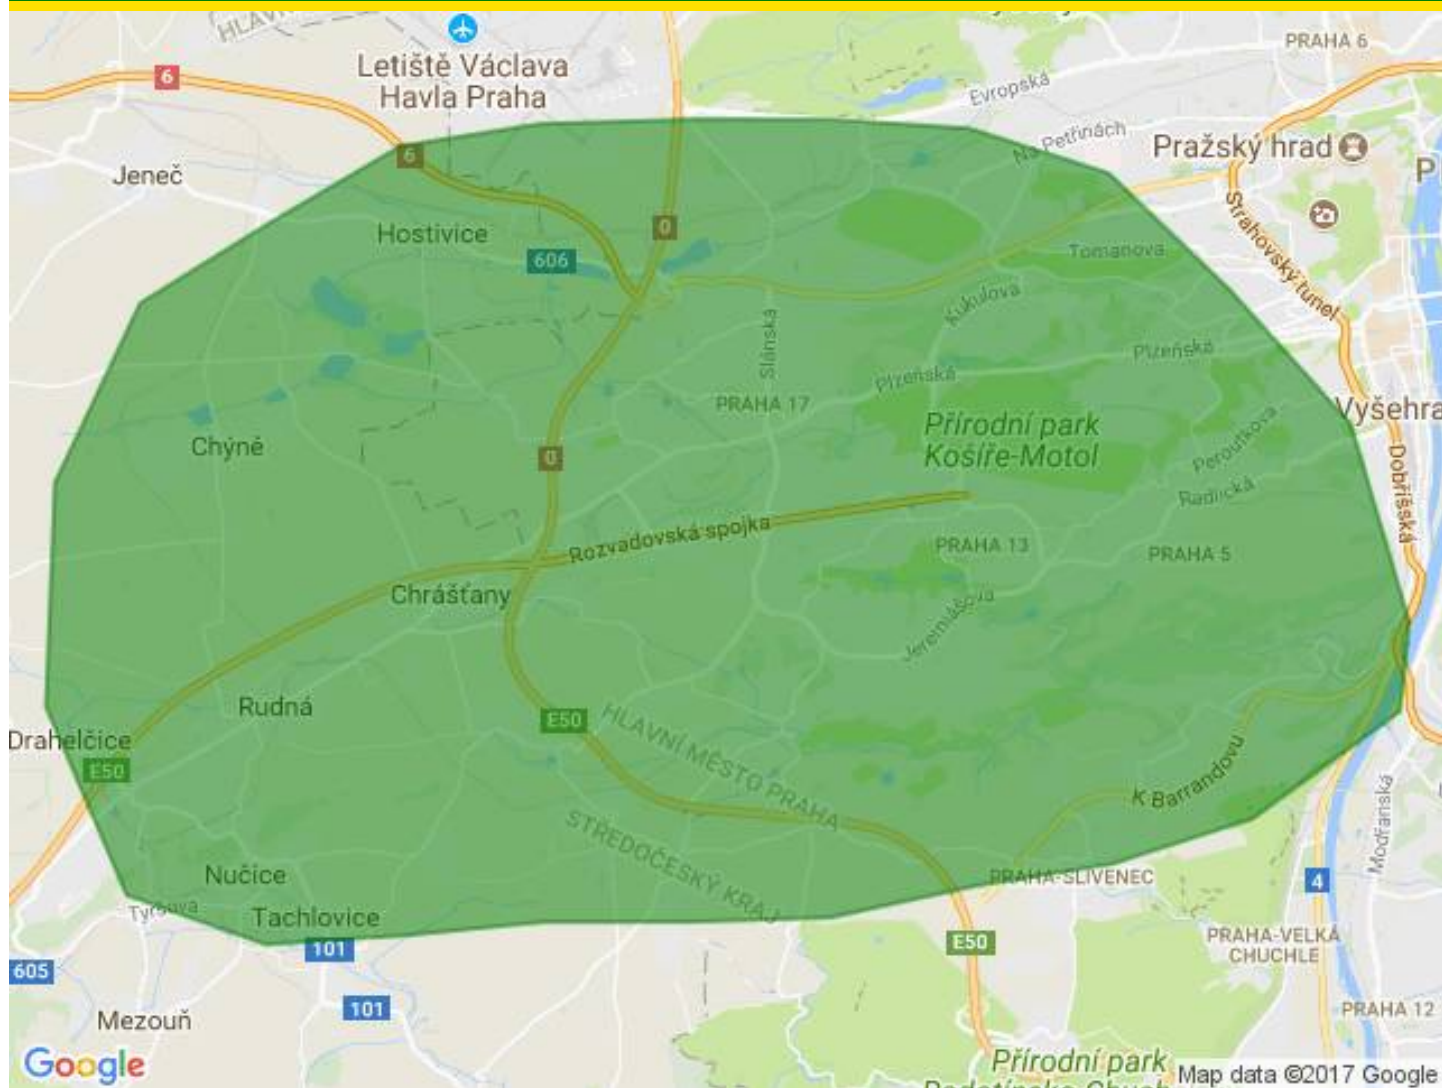 PRAHA 6
6
Letiště Václava
Havla Praha
Evropská
Na Petřinách
Pražský hrad
6
Jeneč
P
Strahovský tunel
Hostivice
0
606
Tomanova
Kukulova
Slánská
Plzeňská
Plzeňská
PRAHA 17
Vyšehra
Přírodní park
Košíře-Motol
Peroutkova
Chýně
0
Radlická
Dobříšská
Rozvadovská spojka
PRAHA 13
PRAHA 5
Chrášťany
Jeremiášova
Rudná
E50
HLAVNÍ MĚSTO PRAHA
Drahelčice
E50
K Barrandovu
STŘEDOČESKÝ KRAJ
Modřanská
Nučice
PRAHA-SLIVENEC
4
Tyršova
Tachlovice
101
E50
PRAHA-VELKÁ
CHUCHLE
605
101
Mezouň
PRAHA 12
Přírodní park
Google
Map data ©2017 Google